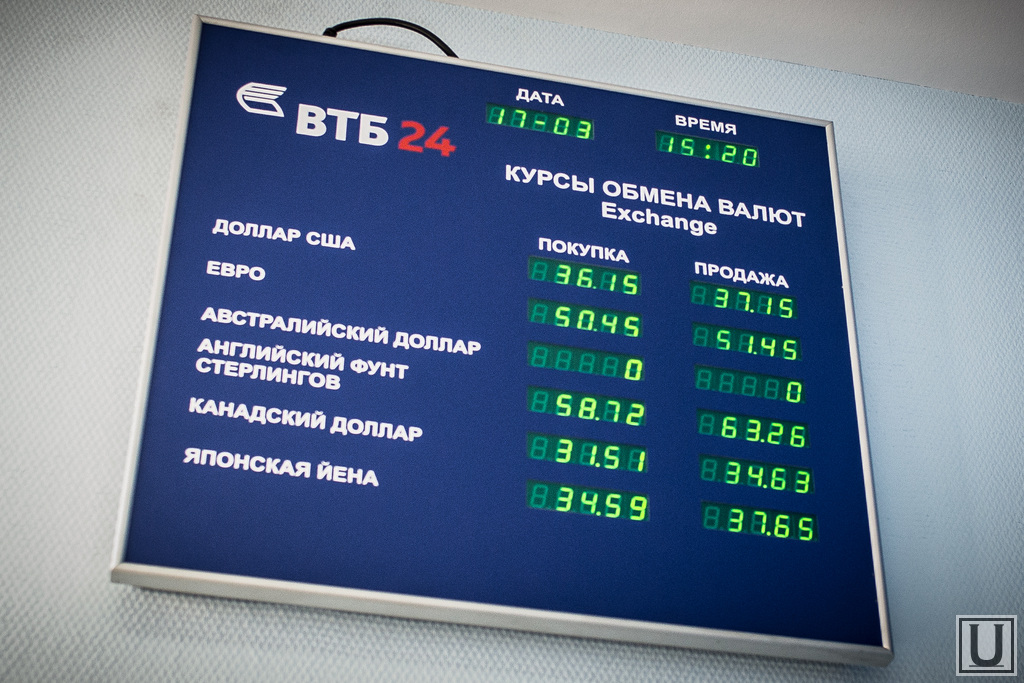 ВТБ 24
ДАТА
17-03
ВРЕМЯ
15:20
КУРСЫ ОБМЕНА ВАЛЮТ
Exchange
ПОКУПКА ПРОДАЖА
ДОЛЛАР США 36.15 37.15
ЕВРО 50.45 51.45
АВСТРАЛИЙСКИЙ ДОЛЛАР 0 0
АНГЛИЙСКИЙ ФУНТ
СТЕРЛИНГОВ 58.72 63.26
КАНАДСКИЙ ДОЛЛАР 31.51 34.63
ЯПОНСКАЯ ЙЕНА 34.59 37.65
U